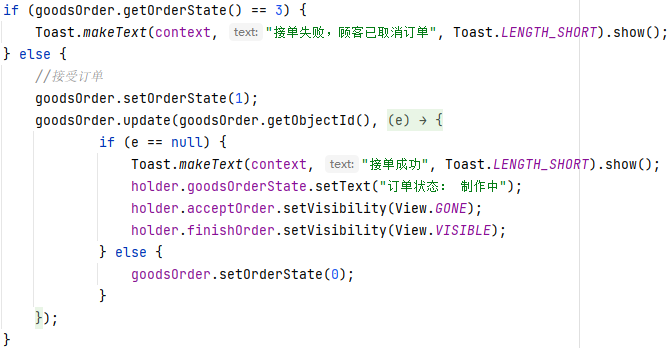 if (goodsOrder.getOrderState() == 3) {
    Toast.makeText(context, text: "接单失败，顾客已取消订单", Toast.LENGTH_SHORT).show();
} else {
    //接受订单
    goodsOrder.setOrderState(1);
    goodsOrder.update(goodsOrder.getObjectId(), (e) → {
            if (e == null) {
                Toast.makeText(context, text: "接单成功", Toast.LENGTH_SHORT).show();
                holder.goodsOrderState.setText("订单状态： 制作中");
                holder.acceptOrder.setVisibility(View.GONE);
                holder.finishOrder.setVisibility(View.VISIBLE);
            } else {
                goodsOrder.setOrderState(0);
            }
    });
}